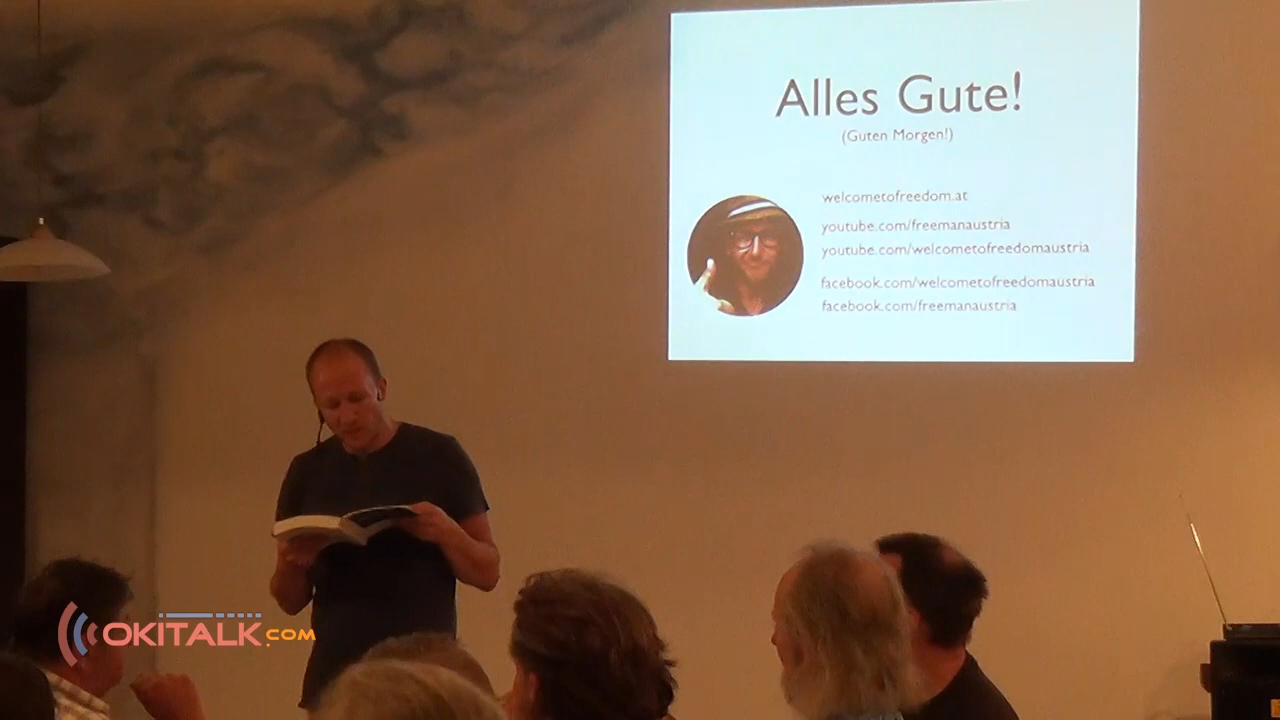 Alles Gute!
(Guten Morgen!)
welcometofreedom.at
youtube.com/freemanaustria
youtube.com/welcometofreedomaustria
facebook.com/welcometofreedomaustria
facebook.com/freemanaustria
OKITALK.COM